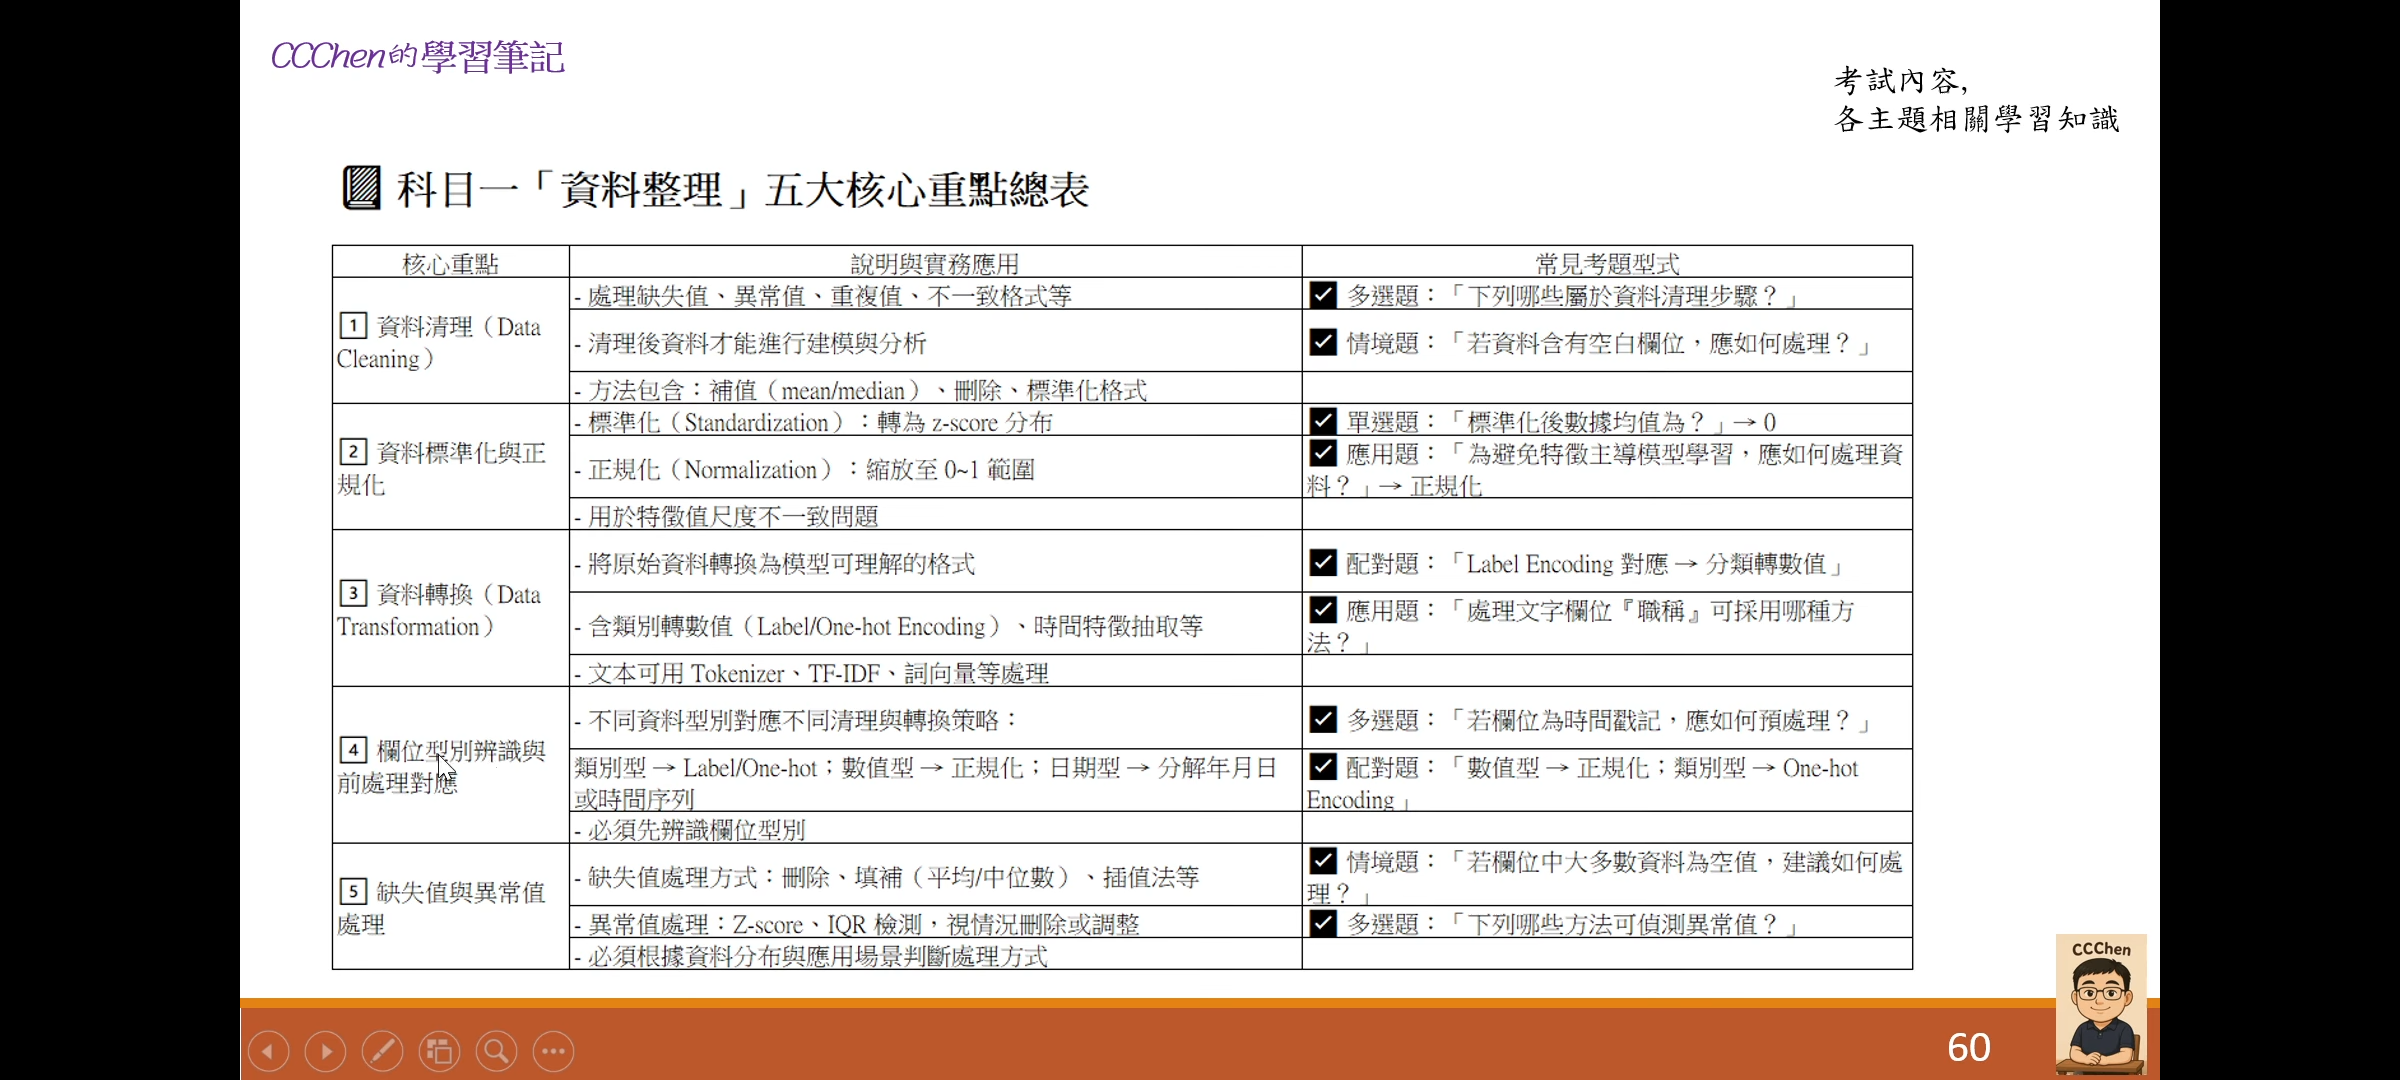 CCChen的學習筆記
考試內容,
各主題相關學習知識
科目一「資料整理」五大核心重點總表
核心重點
說明與實務應用
常見考題型式
1 資料清理（Data
Cleaning）
- 處理缺失值、異常值、重複值、不一致格式等
多選題：「下列哪些屬於資料清理步驟？」
- 清理後資料才能進行建模與分析
情境題：「若資料含有空白欄位，應如何處理？」
- 方法包含：補值（mean/median）、刪除、標準化格式
2 資料標準化與正
規化
- 標準化（Standardization）：轉為 z-score 分布
單選題：「標準化後數據均值為？」→ 0
- 正規化（Normalization）：縮放至 0~1 範圍
應用題：「為避免特徵主導模型學習，應如何處理資
料？」→ 正規化
- 用於特徵值尺度不一致問題
3 資料轉換（Data
Transformation）
- 將原始資料轉換為模型可理解的格式
配對題：「Label Encoding 對應 → 分類轉數值」
- 含類別轉數值（Label/One-hot Encoding）、時間特徵抽取等
應用題：「處理文字欄位『職稱』可採用哪種方
法？」
- 文本可用 Tokenizer、TF-IDF、詞向量等處理
4 欄位型別辨識與
前處理對應
- 不同資料型別對應不同清理與轉換策略：
多選題：「若欄位為時間戳記，應如何預處理？」
類別型 → Label/One-hot；數值型 → 正規化；日期型 → 分解年月日
或時間序列
配對題：「數值型 → 正規化；類別型 → One-hot
Encoding」
- 必須先辨識欄位型別
5 缺失值與異常值
處理
- 缺失值處理方式：刪除、填補（平均/中位數）、插值法等
情境題：「若欄位中大多數資料為空值，建議如何處
理？」
- 異常值處理：Z-score、IQR 檢測，視情況刪除或調整
多選題：「下列哪些方法可偵測異常值？」
- 必須根據資料分布與應用場景判斷處理方式
CCChen
60